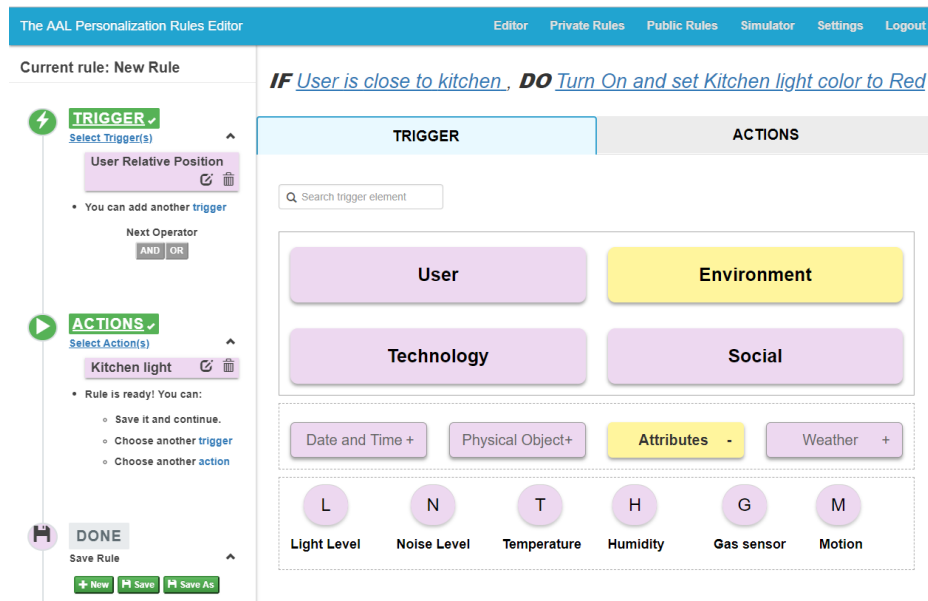 The AAL Personalization Rules Editor
Editor Private Rules Public Rules Simulator Settings Logout
Current rule: New Rule
IF User is close to kitchen , DO Turn On and set Kitchen light color to Red
TRIGGER
Select Trigger(s)
User Relative Position
You can add another trigger
Next Operator
AND OR
ACTIONS
Select Action(s)
Kitchen light
Rule is ready! You can:
Save it and continue.
Choose another trigger
Choose another action
DONE
Save Rule
+ New Save Save As
TRIGGER ACTIONS
Search trigger element
User Environment
Technology Social
Date and Time + Physical Object+ Attributes - Weather +
L N T H G M
Light Level Noise Level Temperature Humidity Gas sensor Motion